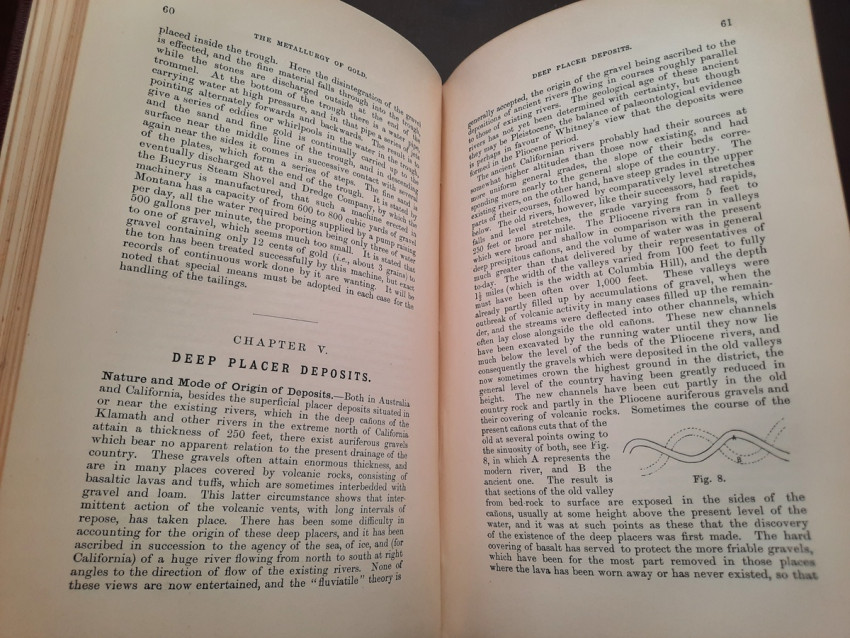 60
THE METALLURGY OF GOLD.
placed inside the trough. Here the disintegration of the gravel
is effected, and the fine material falls through into the trough,
while the stones are discharged outside at the end of the
trommel. At the bottom of the trough there is a water pipe
carrying water at high pressure, and in that pipe a series of jets
pointing alternately forwards and backwards. The
give a series of eddies or whirlpools in the water in the trough,
and the sand and fine gold is continually carried up to the
surface near the middle line of the trough, and in descending
again near the sides it comes in successive contact with several
of the plates, which form a series of steps. The fine sand is
eventually discharged at the end of the trough. It is stated by
the Bucyrus Steam Shovel and Dredge Company, by which the
machinery is manufactured, that such a machine erected in
Montana has a capacity of from 600 to 800 cubic yards of gravel
per day, all the water required being supplied by a pump raising
500 gallons per minute, the proportion being only three of water
to one of gravel, which seems much too small. It is stated that
gravel containing only 12 cents of gold (i.e., about 3 grains) to
the ton has been treated successfully by this machine, but exact
records of continuous work done by it are wanting. It will be
noted that special means must be adopted in each case for the
handling of the tailings.
CHAPTER V.
DEEP PLACER DEPOSITS.
Nature and Mode of Origin of Deposits.—Both in Australia
and California, besides the superficial placer deposits situated in
or near the existing rivers, which in the deep cañons of the
Klamath and other rivers in the extreme north of California
attain a thickness of 250 feet, there exist auriferous gravels
which bear no apparent relation to the present drainage of the
country. These gravels often attain enormous thickness, and
are in many places covered by volcanic rocks, consisting of
basaltic lavas and tuffs, which are sometimes interbedded with
gravel and loam. This latter circumstance shows that inter-
mittent action of the volcanic vents, with long intervals of
repose, has taken place. There has been some difficulty in
accounting for the origin of these deep placers, and it has been
ascribed in succession to the agency of the sea, of ice, and (for
California) of a huge river flowing from north to south at right
angles to the direction of flow of the existing rivers. None of
these views are now entertained, and the "fluviatile" theory is
61
DEEP PLACER DEPOSITS.
generally accepted, the origin of the gravel being ascribed to the
depositions of ancient rivers flowing in courses roughly parallel
to those of existing ones. The geological age of these ancient
rivers has not yet been determined with certainty, but though
they may be Pleistocene, the balance of palæontological evidence
is perhaps in favour of Whitney's view that the deposits were
formed in the Pliocene period.
The ancient Californian rivers probably had their sources at
somewhat higher altitudes than those now existing, and had
more uniform general grades, the slope of their beds corre-
sponding more nearly to the general slope of the country. The
existing rivers, on the other hand, have steep grades in the upper
parts of their courses, followed by comparatively level stretches
below. The old rivers, however, like their successors, had rapids,
falls and level stretches, the grade varying from 5 feet to
250 feet or more per mile. The Pliocene rivers ran in valleys
which were broad and shallow in comparison with the present
deep precipitous cañons, and the volume of water was in general
much greater than that delivered by their representatives of
to-day. The width of the valleys varied from 100 feet to fully
1½ miles (which is the width at Columbia Hill), and the depth
must have been often over 1,000 feet. These valleys were
already partly filled up by accumulations of gravel, when the
outbreak of volcanic activity in many cases filled up the remain-
der, and the streams were deflected into other channels, which
often lay close alongside the old cañons. These new channels
have been excavated by the running water until they now lie
much below the level of the beds of the Pliocene rivers, and
consequently the gravels which were deposited in the old valleys
now sometimes crown the highest ground in the district, the
general level of the country having been greatly reduced in
height. The new channels have been cut partly in the old
country rock and partly in the Pliocene auriferous gravels and
their covering of volcanic rocks. Sometimes the course of the
present cañons cuts that of the
old at several points owing to
the sinuosity of both, see Fig.
8, in which A represents the
modern river, and B the
ancient one. The result is
that sections of the old valley
A
B
Fig. 8.
from bed-rock to surface are exposed in the sides of the
cañons, usually at some height above the present level of the
water, and it was at such points as these that the discovery
of the existence of the deep placers was first made. The hard
covering of basalt has served to protect the more friable gravels,
which have been for the most part removed in those places
where the lava has been worn away or has never existed, so that